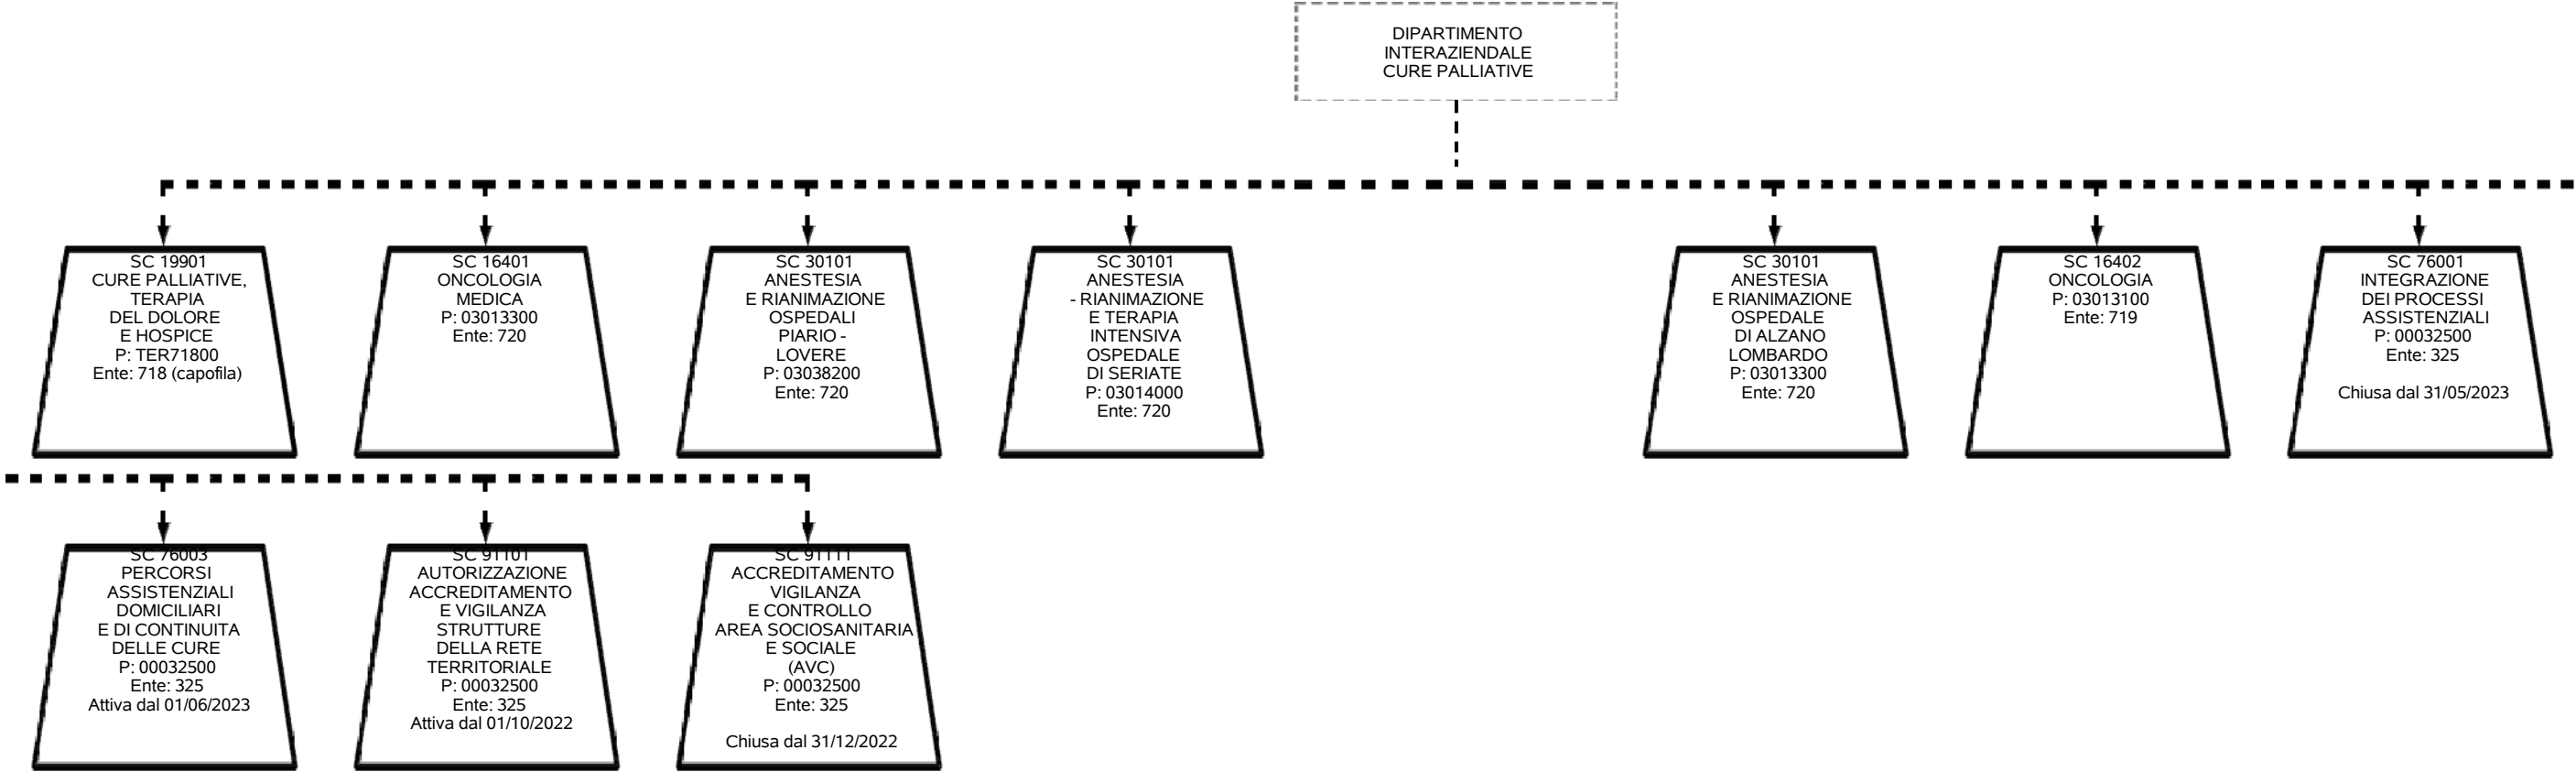 DIPARTIMENTO
INTERAZIENDALE
CURE PALLIATIVE
SC 19901
CURE PALLIATIVE,
TERAPIA
DEL DOLORE
E HOSPICE
P: TER71800
Ente: 718 (capofila)
SC 16401
ONCOLOGIA
MEDICA
P: 03013300
Ente: 720
SC 30101
ANESTESIA
E RIANIMAZIONE
OSPEDALI
PIARIO -
LOVERE
P: 03038200
Ente: 720
SC 30101
ANESTESIA
- RIANIMAZIONE
E TERAPIA
INTENSIVA
OSPEDALE
DI SERIATE
P: 03014000
Ente: 720
SC 30101
ANESTESIA
E RIANIMAZIONE
OSPEDALE
DI ALZANO
LOMBARDO
P: 03013300
Ente: 720
SC 16402
ONCOLOGIA
P: 03013100
Ente: 719
SC 76001
INTEGRAZIONE
DEI PROCESSI
ASSISTENZIALI
P: 00032500
Ente: 325
Chiusa dal 31/05/2023
SC 76003
PERCORSI
ASSISTENZIALI
DOMICILIARI
E DI CONTINUITA
DELLE CURE
P: 00032500
Ente: 325
Attiva dal 01/06/2023
SC 91101
AUTORIZZAZIONE
ACCREDITAMENTO
E VIGILANZA
STRUTTURE
DELLA RETE
TERRITORIALE
P: 00032500
Ente: 325
Attiva dal 01/10/2022
SC 91111
ACCREDITAMENTO
VIGILANZA
E CONTROLLO
AREA SOCIOSANITARIA
E SOCIALE
(AVC)
P: 00032500
Ente: 325
Chiusa dal 31/12/2022